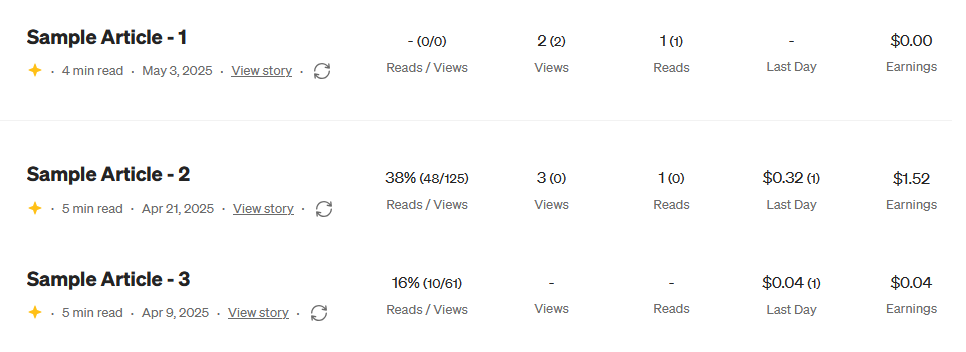 Sample Article - 1
- (0/0) 2 (2) 1 (1) - $0.00
· 4 min read · May 3, 2025 · View story ·
Reads / Views Views Reads Last Day Earnings
Sample Article - 2
38% (48/125) 3 (0) 1 (0) $0.32 (1) $1.52
· 5 min read · Apr 21, 2025 · View story ·
Reads / Views Views Reads Last Day Earnings
Sample Article - 3
16% (10/61) - - $0.04 (1) $0.04
· 5 min read · Apr 9, 2025 · View story ·
Reads / Views Views Reads Last Day Earnings